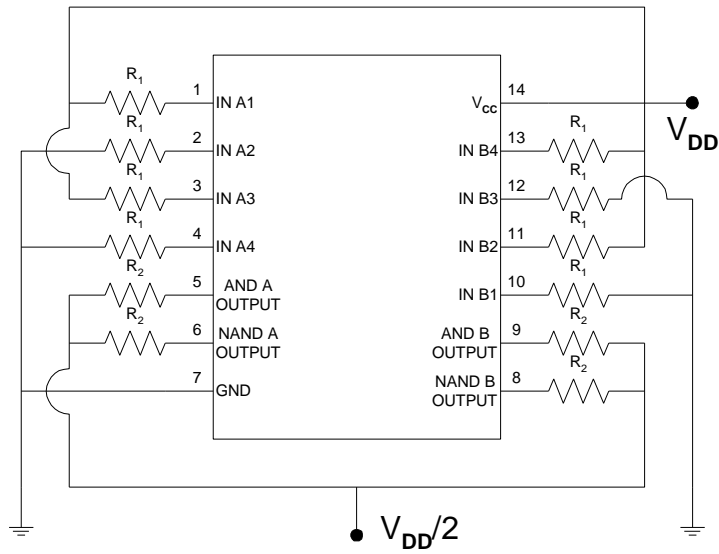 R1 1 IN A1
R1 2 IN A2
R1 3 IN A3
R1 4 IN A4
R2 5 AND A
OUTPUT
R2 6 NAND A
OUTPUT
7 GND
14 VCC
VDD
13 IN B4 R1
12 IN B3 R1
11 IN B2 R1
10 IN B1 R1
9 AND B
OUTPUT R2
8 NAND B
OUTPUT R2
VDD/2